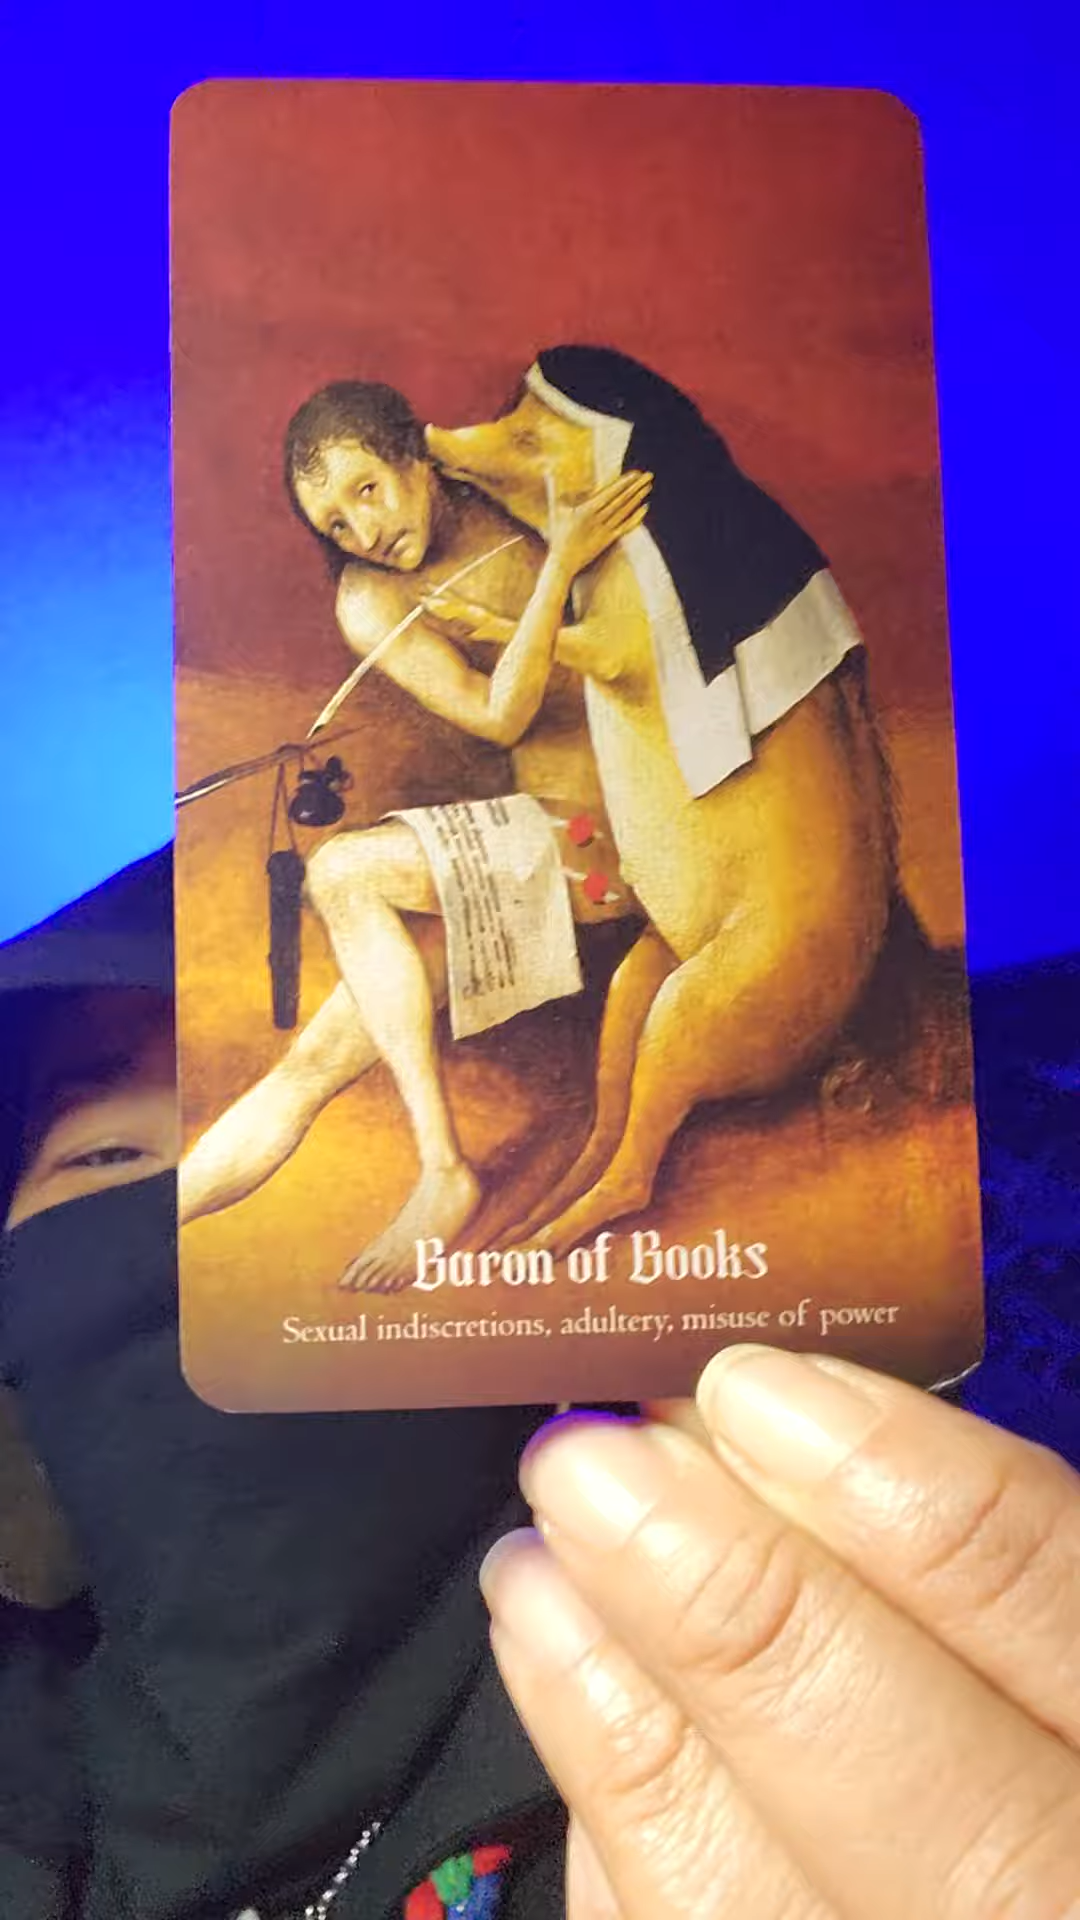 Baron of Books
Sexual indiscretions, adultery, misuse of power